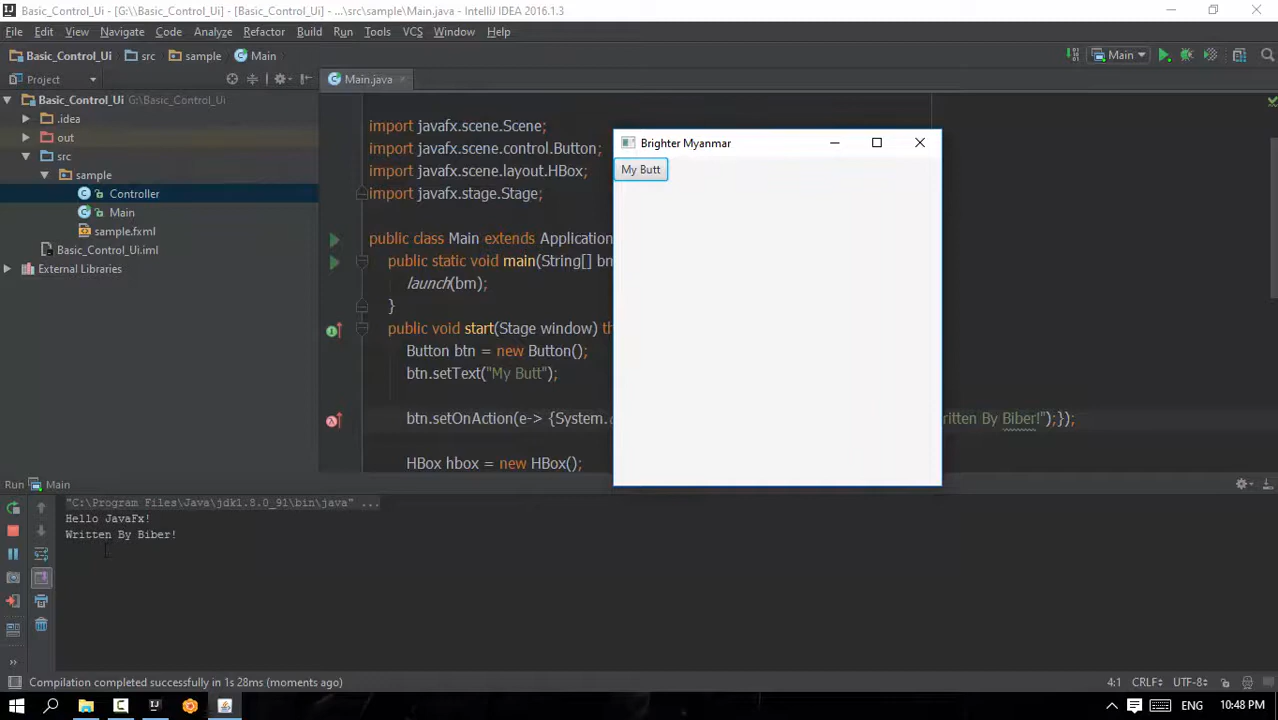 Basic_Control_Ui - [G:\\Basic_Control_Ui] - [Basic_Control_Ui] - ...\src\sample\Main.java - IntelliJ IDEA 2016.1.3
File Edit View Navigate Code Analyze Refactor Build Run Tools VCS Window Help
Basic_Control_Ui src sample Main
Main
Project
Main.java
Basic_Control_Ui G:\Basic_Control_Ui
.idea
out
src
sample
Controller
Main
sample.fxml
Basic_Control_Ui.iml
External Libraries
import javafx.scene.Scene;
import javafx.scene.control.Button;
import javafx.scene.layout.HBox;
import javafx.stage.Stage;
public class Main extends Application
public static void main(String[] bm
launch(bm);
}
public void start(Stage window) th
Button btn = new Button();
btn.setText("My Butt");
btn.setOnAction(e-> {System. ritten By Biber!");});
HBox hbox = new HBox();
Brighter Myanmar
My Butt
Run Main
"C:\Program Files\Java\jdk1.8.0_91\bin\java" ...
Hello JavaFx!
Written By Biber!
Compilation completed successfully in 1s 28ms (moments ago)
4:1 CRLF UTF-8
ENG 10:48 PM